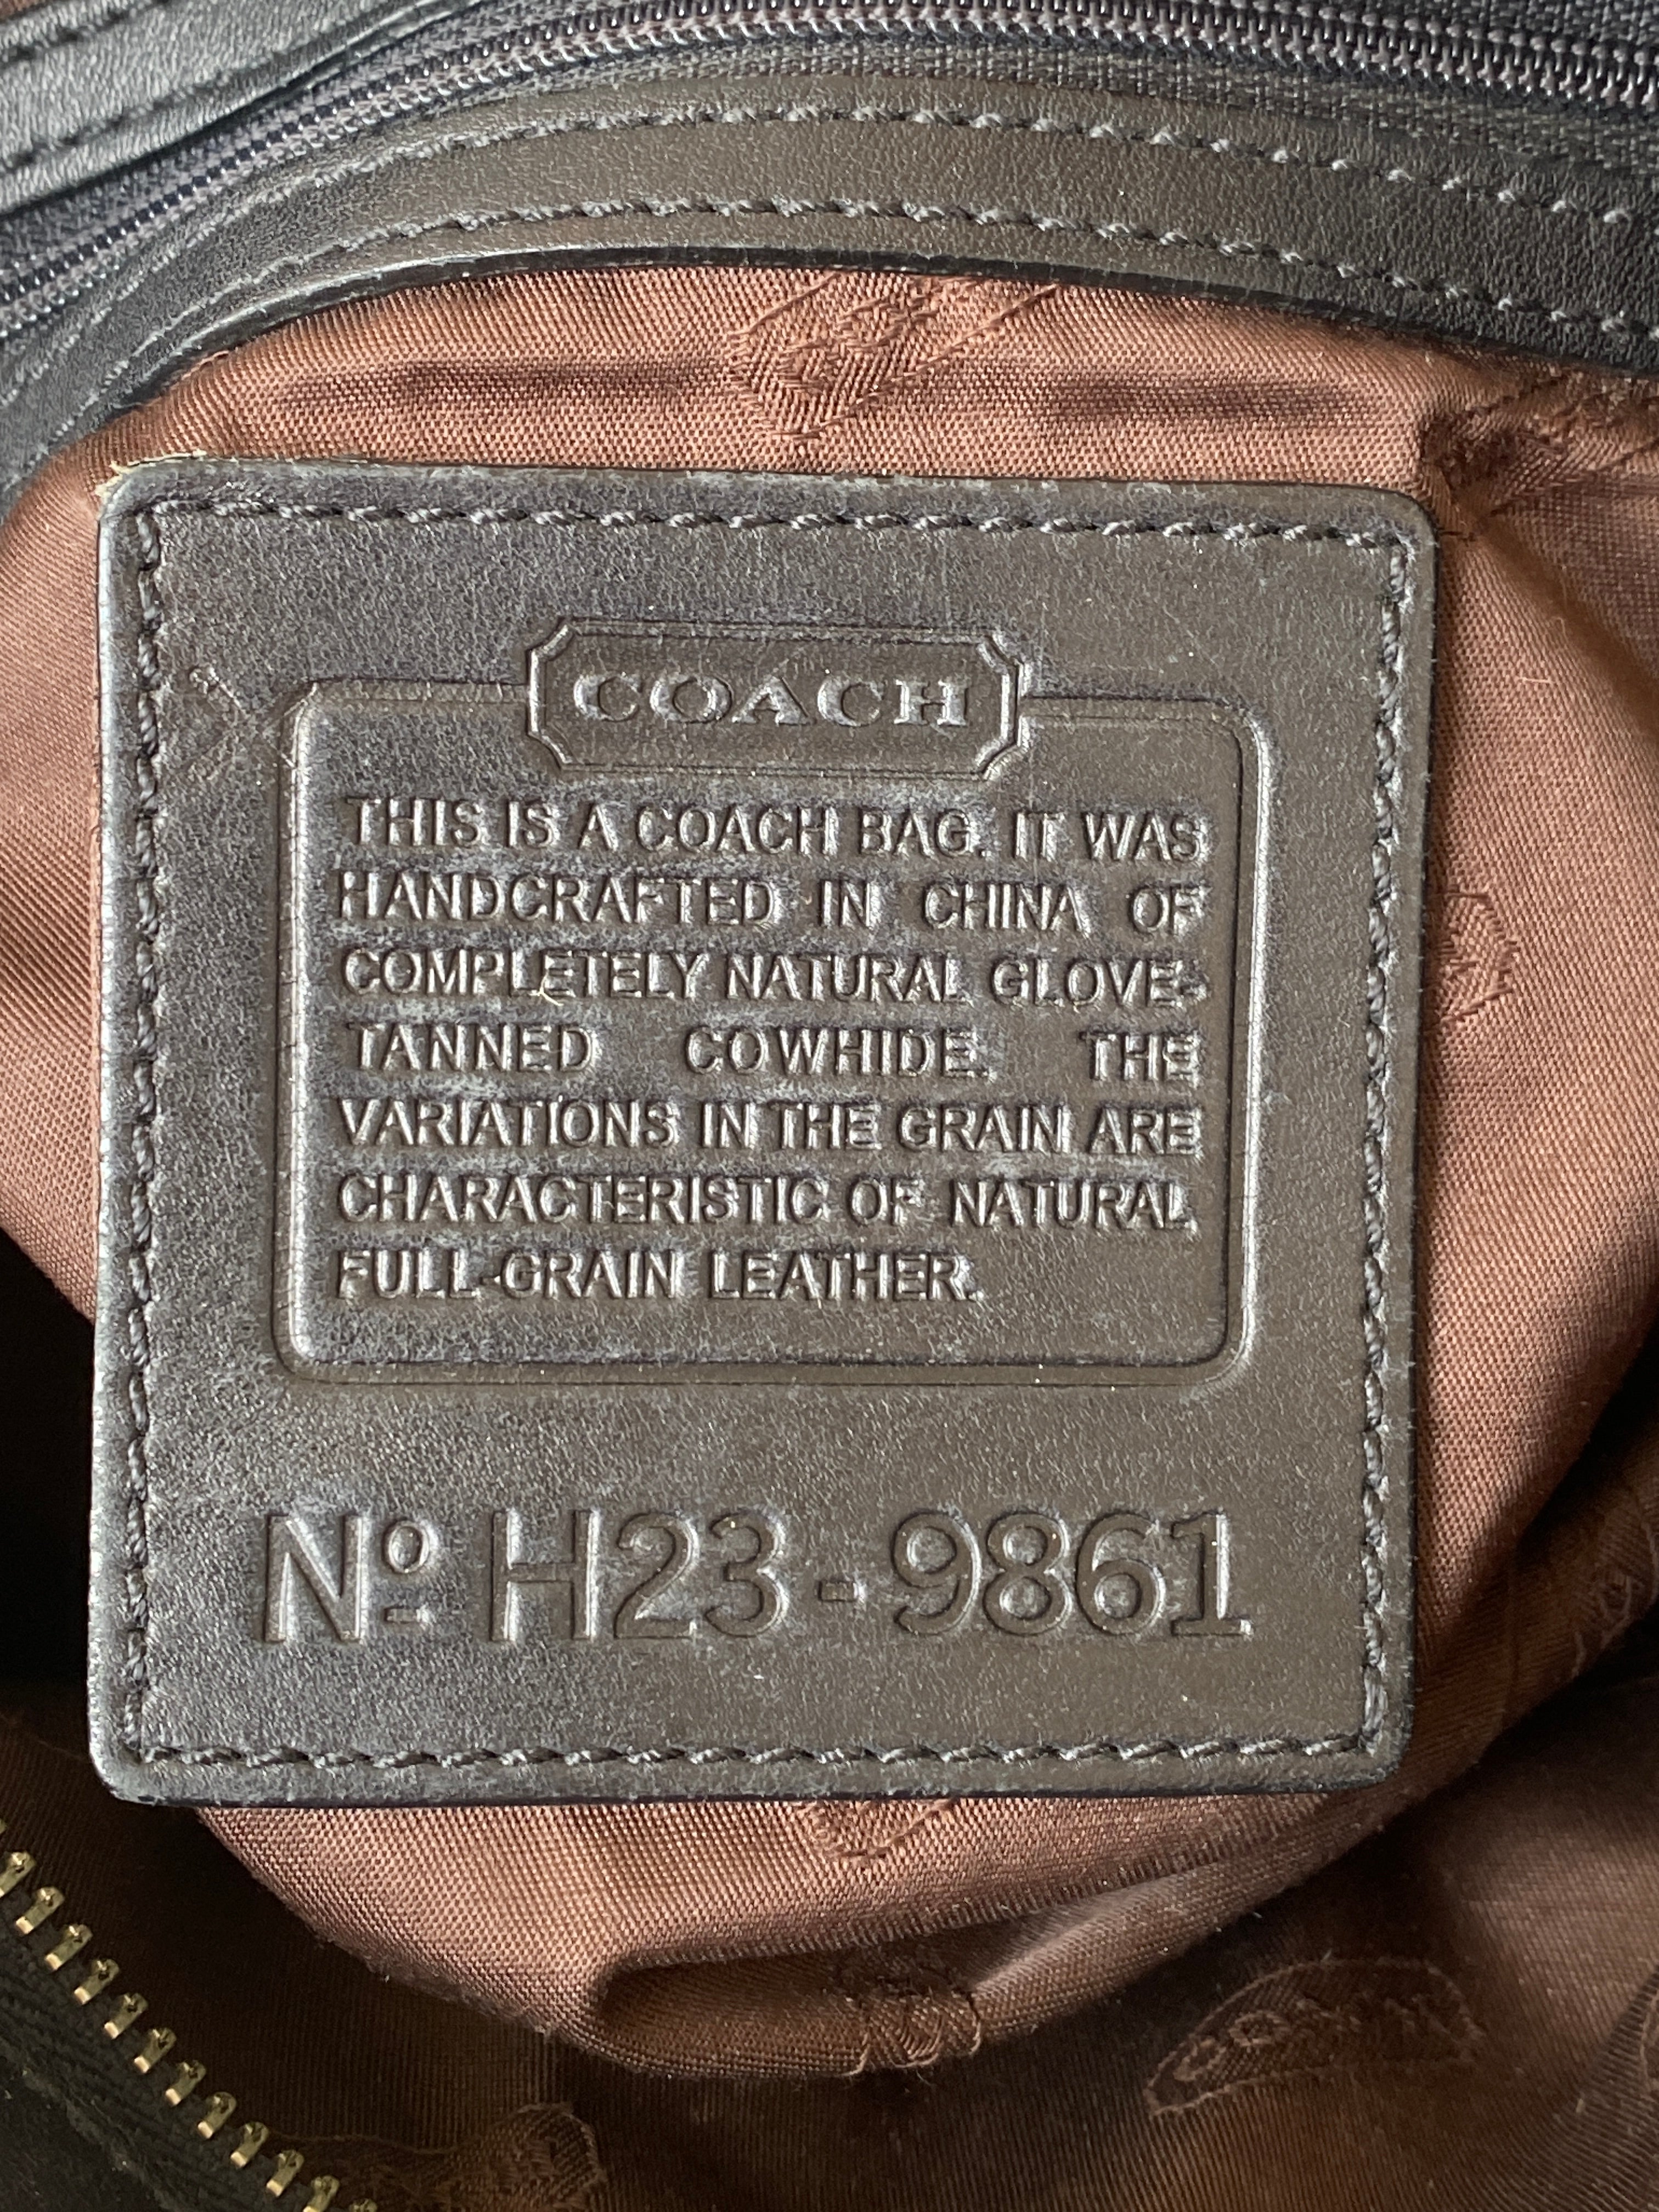 COACH
THIS IS A COACH BAG. IT WAS
HANDCRAFTED IN CHINA OF
COMPLETELY NATURAL GLOVE-
TANNED COWHIDE. THE
VARIATIONS IN THE GRAIN ARE
CHARACTERISTIC OF NATURAL
FULL-GRAIN LEATHER.
Nº H23-9861